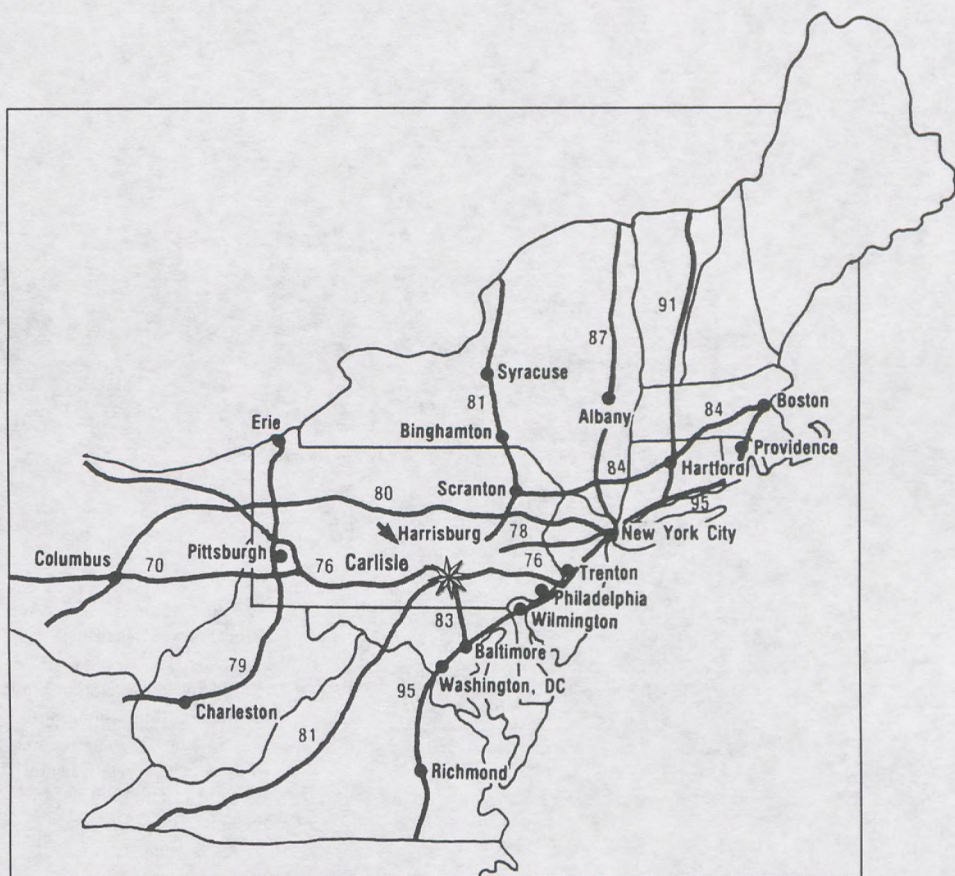 91
87
Syracuse
81
84
Boston
Albany
Erie
Binghamton
Providence
84
Hartford
Scranton
80
95
Harrisburg
78
New York City
Pittsburgh
Columbus
70
76
Carlisle
76
Trenton
Philadelphia
Wilmington
83
Baltimore
79
Washington, DC
95
Charleston
81
Richmond